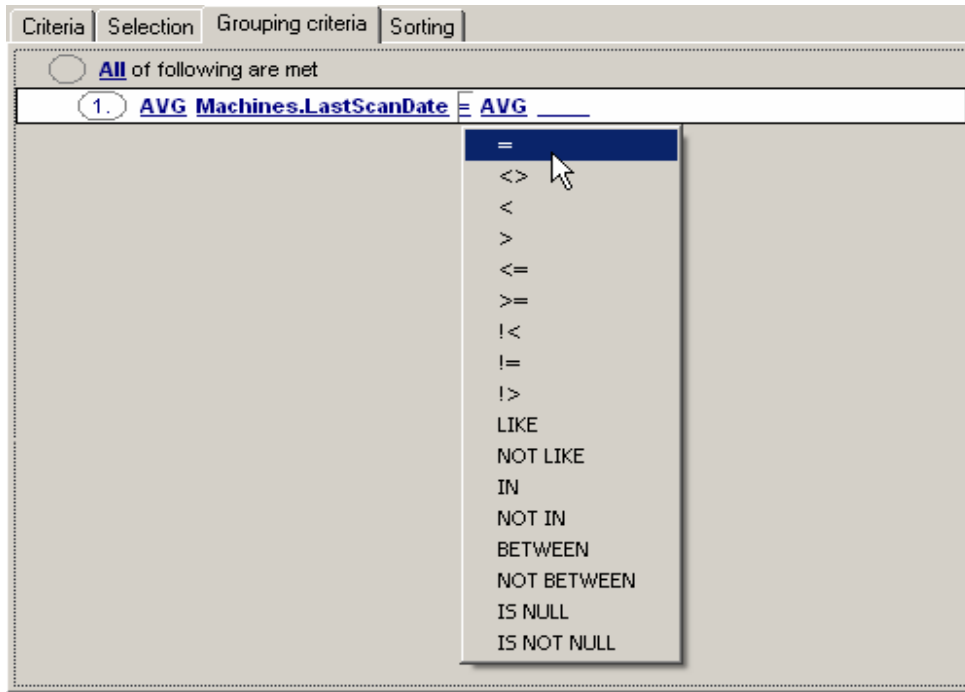 Criteria Selection Grouping criteria Sorting
All of following are met
1. AVG Machines.LastScanDate = AVG
=
<>
<
>
<=
>=
!<
!=
!>
LIKE
NOT LIKE
IN
NOT IN
BETWEEN
NOT BETWEEN
IS NULL
IS NOT NULL